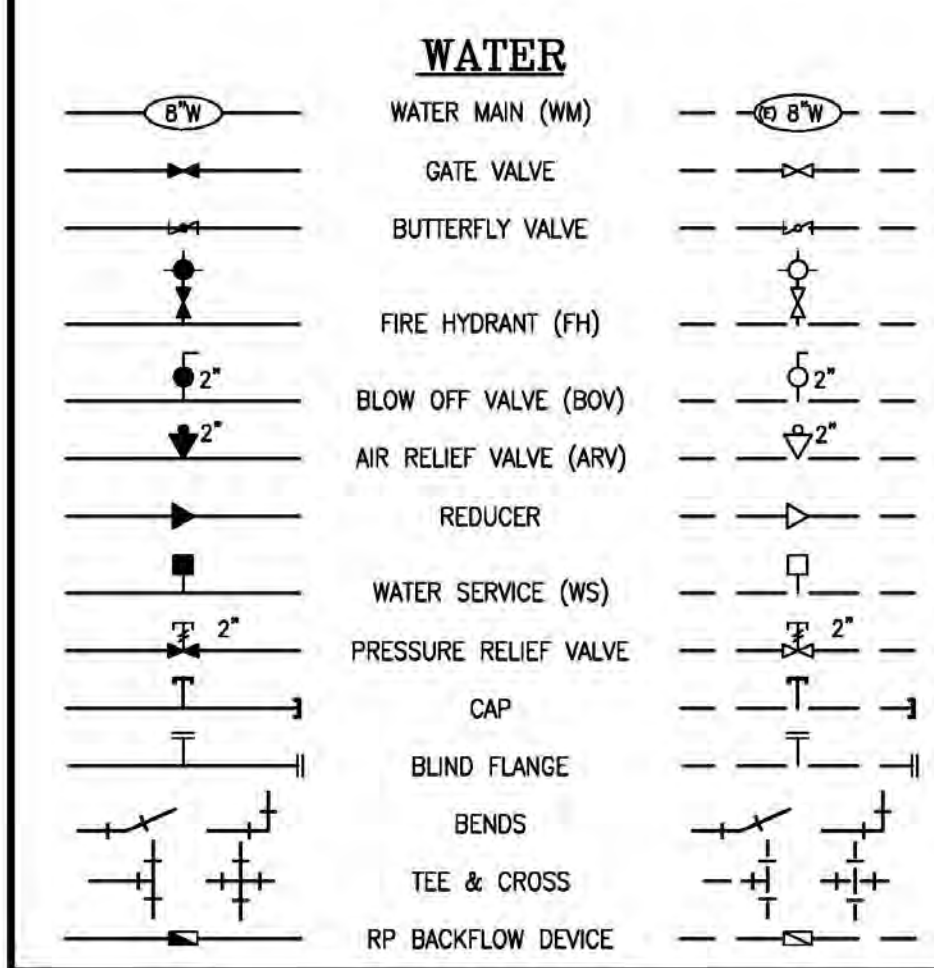 WATER
8"W WATER MAIN (WM) (E) 8"W
GATE VALVE
BUTTERFLY VALVE
FIRE HYDRANT (FH)
2" BLOW OFF VALVE (BOV) 2"
2" AIR RELIEF VALVE (ARV) 2"
REDUCER
WATER SERVICE (WS)
2" PRESSURE RELIEF VALVE 2"
CAP
BLIND FLANGE
BENDS
TEE & CROSS
RP BACKFLOW DEVICE